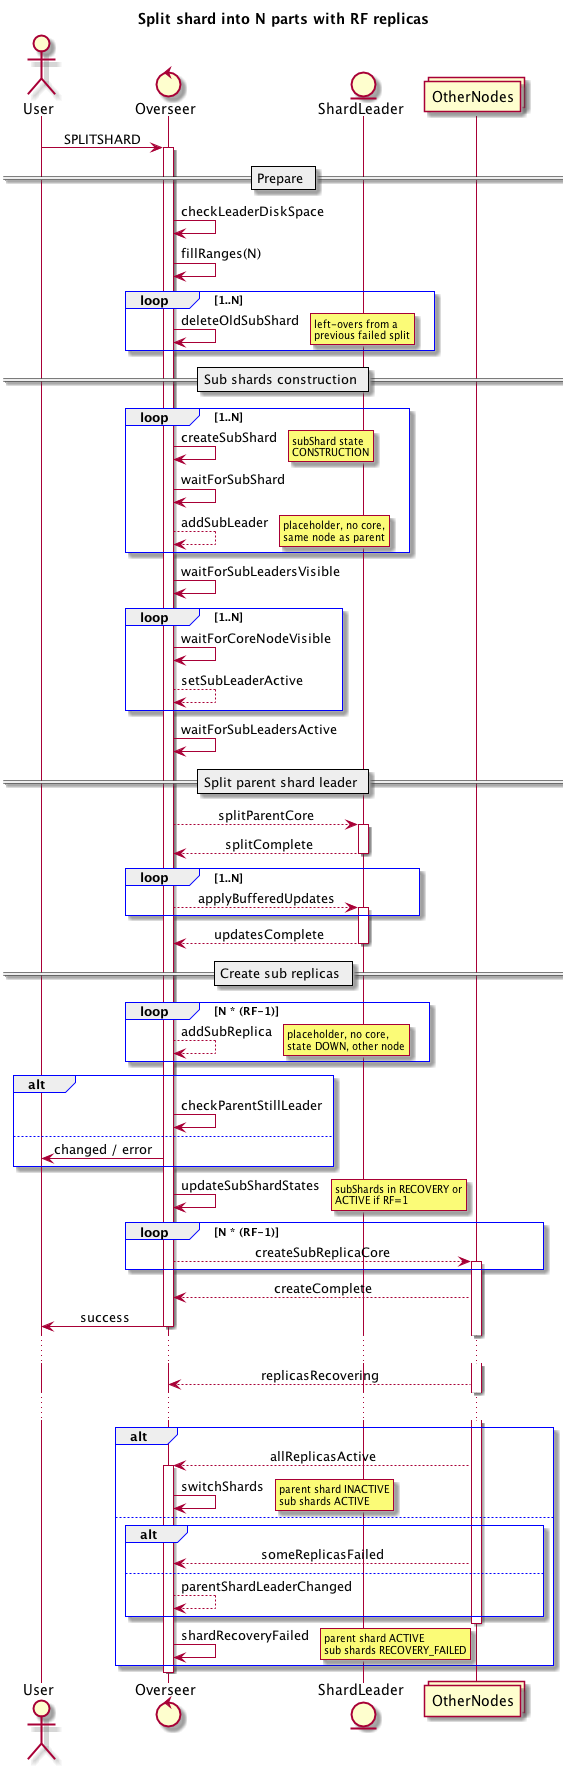 Split shard into N parts with RF replicas
User
Overseer
ShardLeader
OtherNodes
SPLITSHARD
Prepare
checkLeaderDiskSpace
fillRanges(N)
loop [1..N]
deleteOldSubShard
left-overs from a
previous failed split
Sub shards construction
loop [1..N]
createSubShard
subShard state
CONSTRUCTION
waitForSubShard
addSubLeader
placeholder, no core,
same node as parent
waitForSubLeadersVisible
loop [1..N]
waitForCoreNodeVisible
setSubLeaderActive
waitForSubLeadersActive
Split parent shard leader
splitParentCore
splitComplete
loop [1..N]
applyBufferedUpdates
updatesComplete
Create sub replicas
loop [N * (RF-1)]
addSubReplica
placeholder, no core,
state DOWN, other node
alt
checkParentStillLeader
changed / error
updateSubShardStates
subShards in RECOVERY or
ACTIVE if RF=1
loop [N * (RF-1)]
createSubReplicaCore
createComplete
success
replicasRecovering
alt
allReplicasActive
switchShards
parent shard INACTIVE
sub shards ACTIVE
alt
someReplicasFailed
parentShardLeaderChanged
shardRecoveryFailed
parent shard ACTIVE
sub shards RECOVERY_FAILED
User
Overseer
ShardLeader
OtherNodes